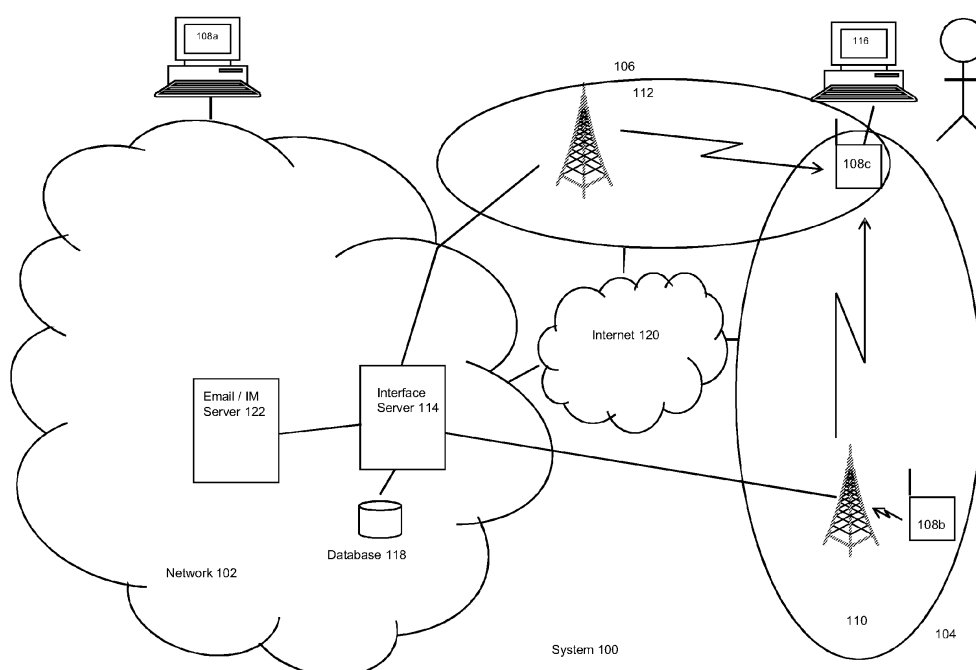 108a
116
106
112
108c
Internet 120
Email / IM
Server 122
Interface
Server 114
108b
Database 118
Network 102
110
104
System 100